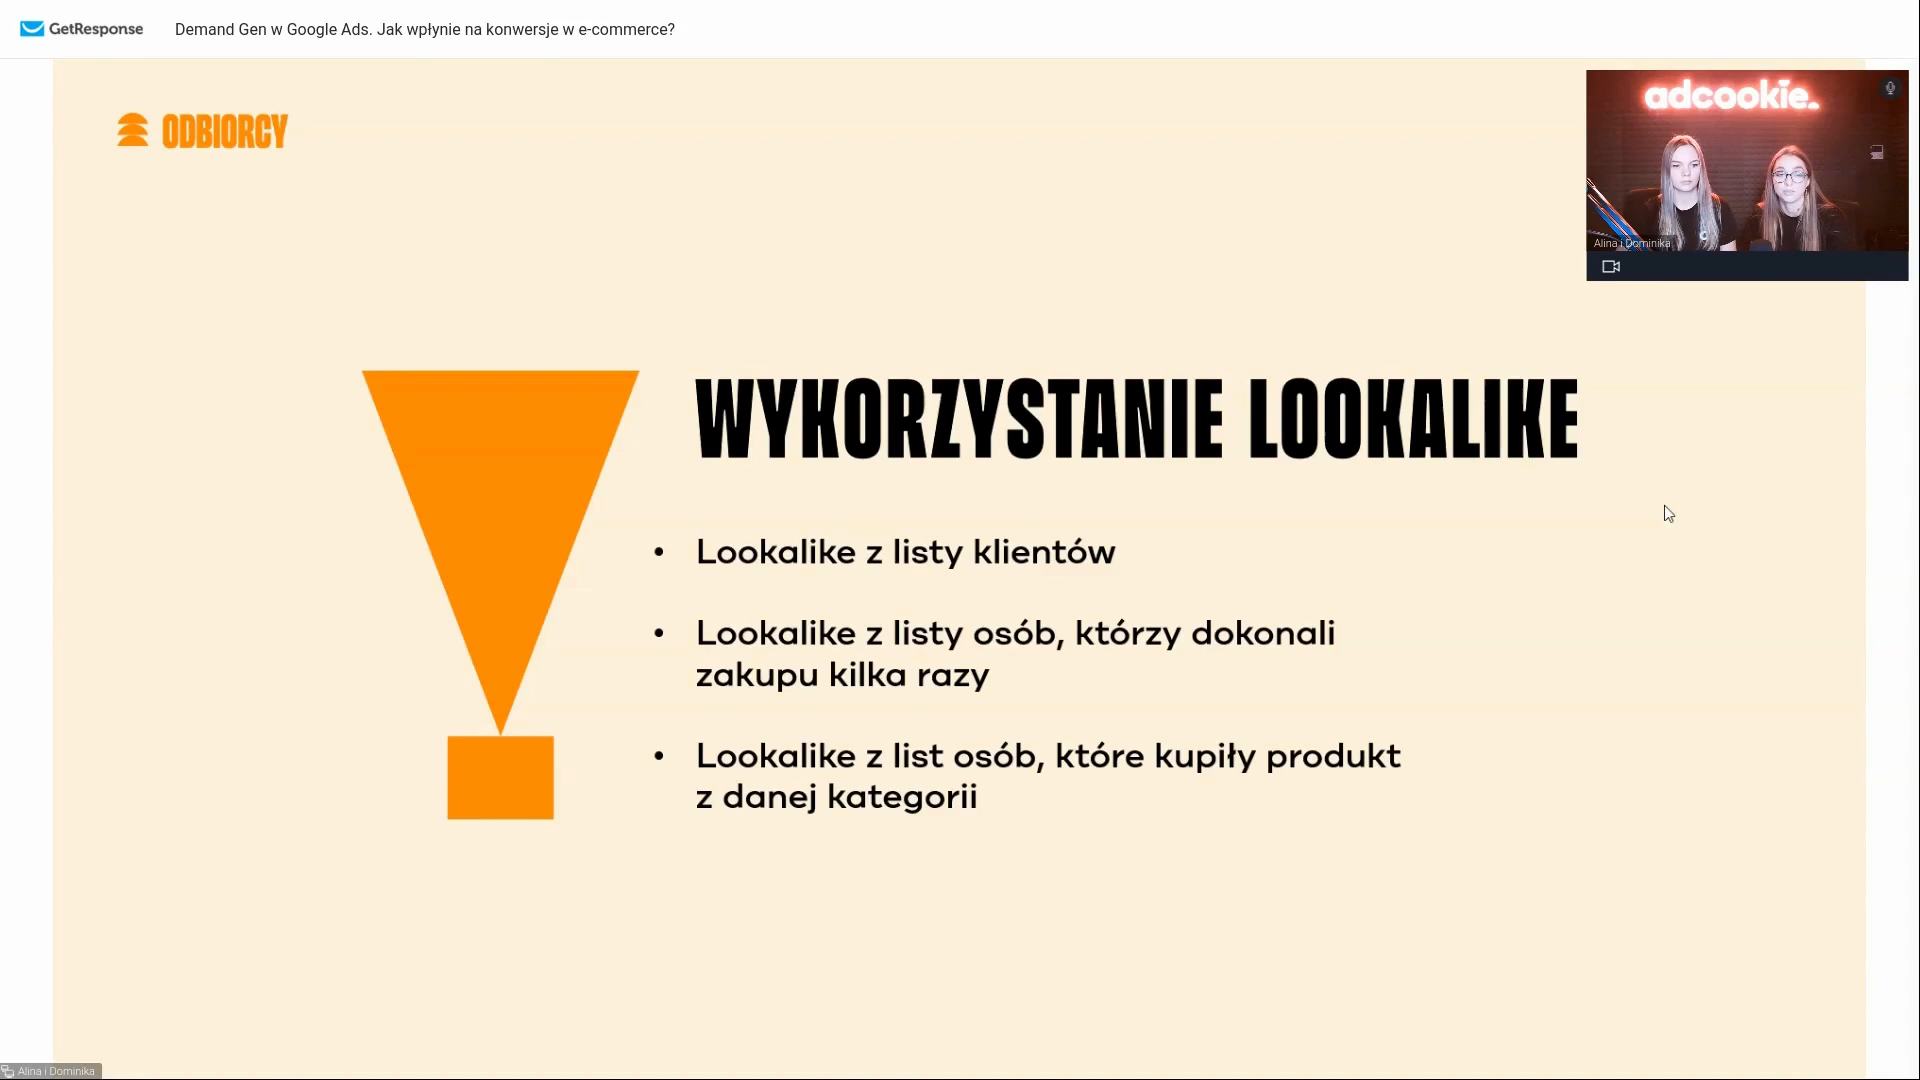 GetResponse
Demand Gen w Google Ads. Jak wpłynie na konwersje w e-commerce?
ODBIORCY
adcookie.
Alina i Dominika
WYKORZYSTANIE LOOKALIKE
• Lookalike z listy klientów
• Lookalike z listy osób, którzy dokonali
zakupu kilka razy
• Lookalike z list osób, które kupiły produkt
z danej kategorii
Alina i Dominika